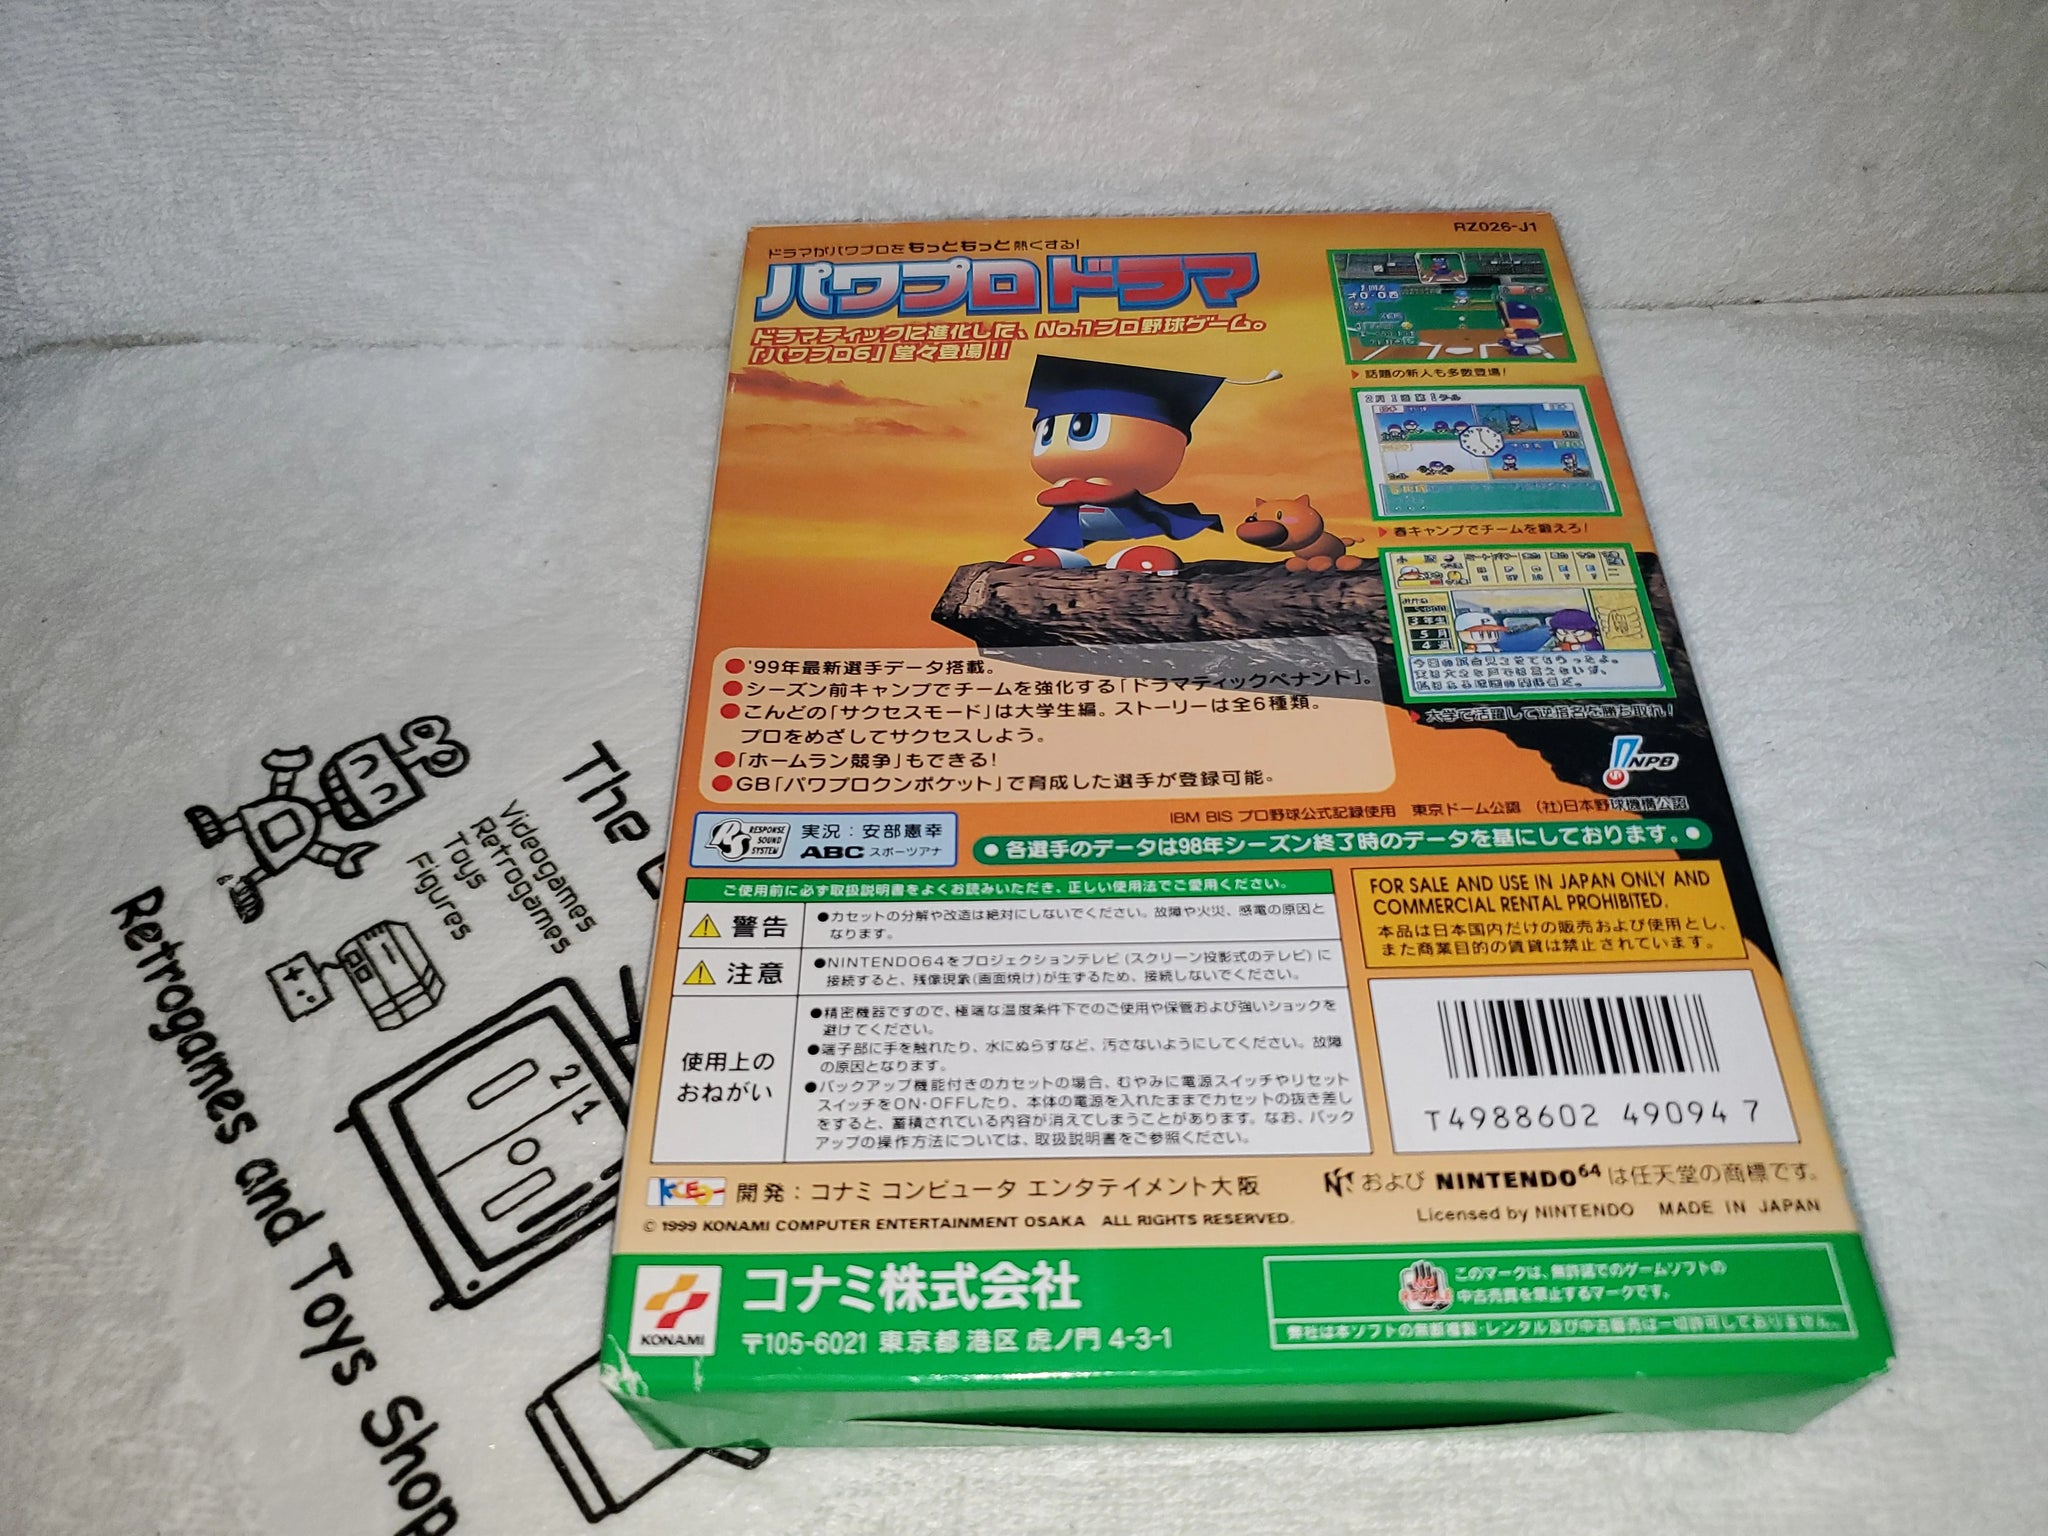 RZ026-J1
ドラマがパワプロをもっともっと熱くする!
パワプロドラマ
ドラマティックに進化した、No.1プロ野球ゲーム。
「パワプロ6」堂々登場!!
話題の新人も多数登場!
2月1週第1クール
春キャンプでチームを鍛えろ!
大学で活躍して逆指名を勝ち取れ!
●'99年最新選手データ搭載。
●シーズン前キャンプでチームを強化する「ドラマティックペナント」。
●こんどの「サクセスモード」は大学生編。ストーリーは全6種類。
プロをめざしてサクセスしよう。
●「ホームラン競争」もできる!
●GB「パワプロクンポケット」で育成した選手が登録可能。
NPB
IBM BIS プロ野球公式記録使用 東京ドーム公認 (社)日本野球機構公認
RS RESPONSE SOUND SYSTEM
実況:安部憲幸
ABC スポーツアナ
●各選手のデータは98年シーズン終了時のデータを基にしております。●
ご使用前に必ず取扱説明書をよくお読みいただき、正しい使用法でご愛用ください。
警告
●カセットの分解や改造は絶対にしないでください。故障や火災、感電の原因と
なります。
注意
●NINTENDO64をプロジェクションテレビ(スクリーン投影式のテレビ)に
接続すると、残像現象(画面焼け)が生ずるため、接続しないでください。
使用上の
おねがい
●精密機器ですので、極端な温度条件下でのご使用や保管および強いショックを
避けてください。
●端子部に手を触れたり、水にぬらすなど、汚さないようにしてください。故障
の原因となります。
●バックアップ機能付きのカセットの場合、むやみに電源スイッチやリセット
スイッチをON・OFFしたり、本体の電源を入れたままでカセットの抜き差し
をすると、蓄積されている内容が消えてしまうことがあります。なお、バック
アップの操作方法については、取扱説明書をご参照ください。
FOR SALE AND USE IN JAPAN ONLY AND
COMMERCIAL RENTAL PROHIBITED.
本品は日本国内だけの販売および使用とし、
また商業目的の賃貸は禁止されています。
T4988602 490947
KCEO 開発:コナミ コンピュータ エンタテイメント大阪
© 1999 KONAMI COMPUTER ENTERTAINMENT OSAKA ALL RIGHTS RESERVED.
および NINTENDO64は任天堂の商標です。
Licensed by NINTENDO MADE IN JAPAN
KONAMI
コナミ株式会社
〒105-6021 東京都 港区 虎ノ門 4-3-1
このマークは、無許諾でのゲームソフトの
中古売買を禁止するマークです。
弊社は本ソフトの無断複製・レンタル及び中古販売は一切許可しておりません。
The
Videogames
Retrogames
Toys
Figures
Retrogames and Toys Shop
2
1